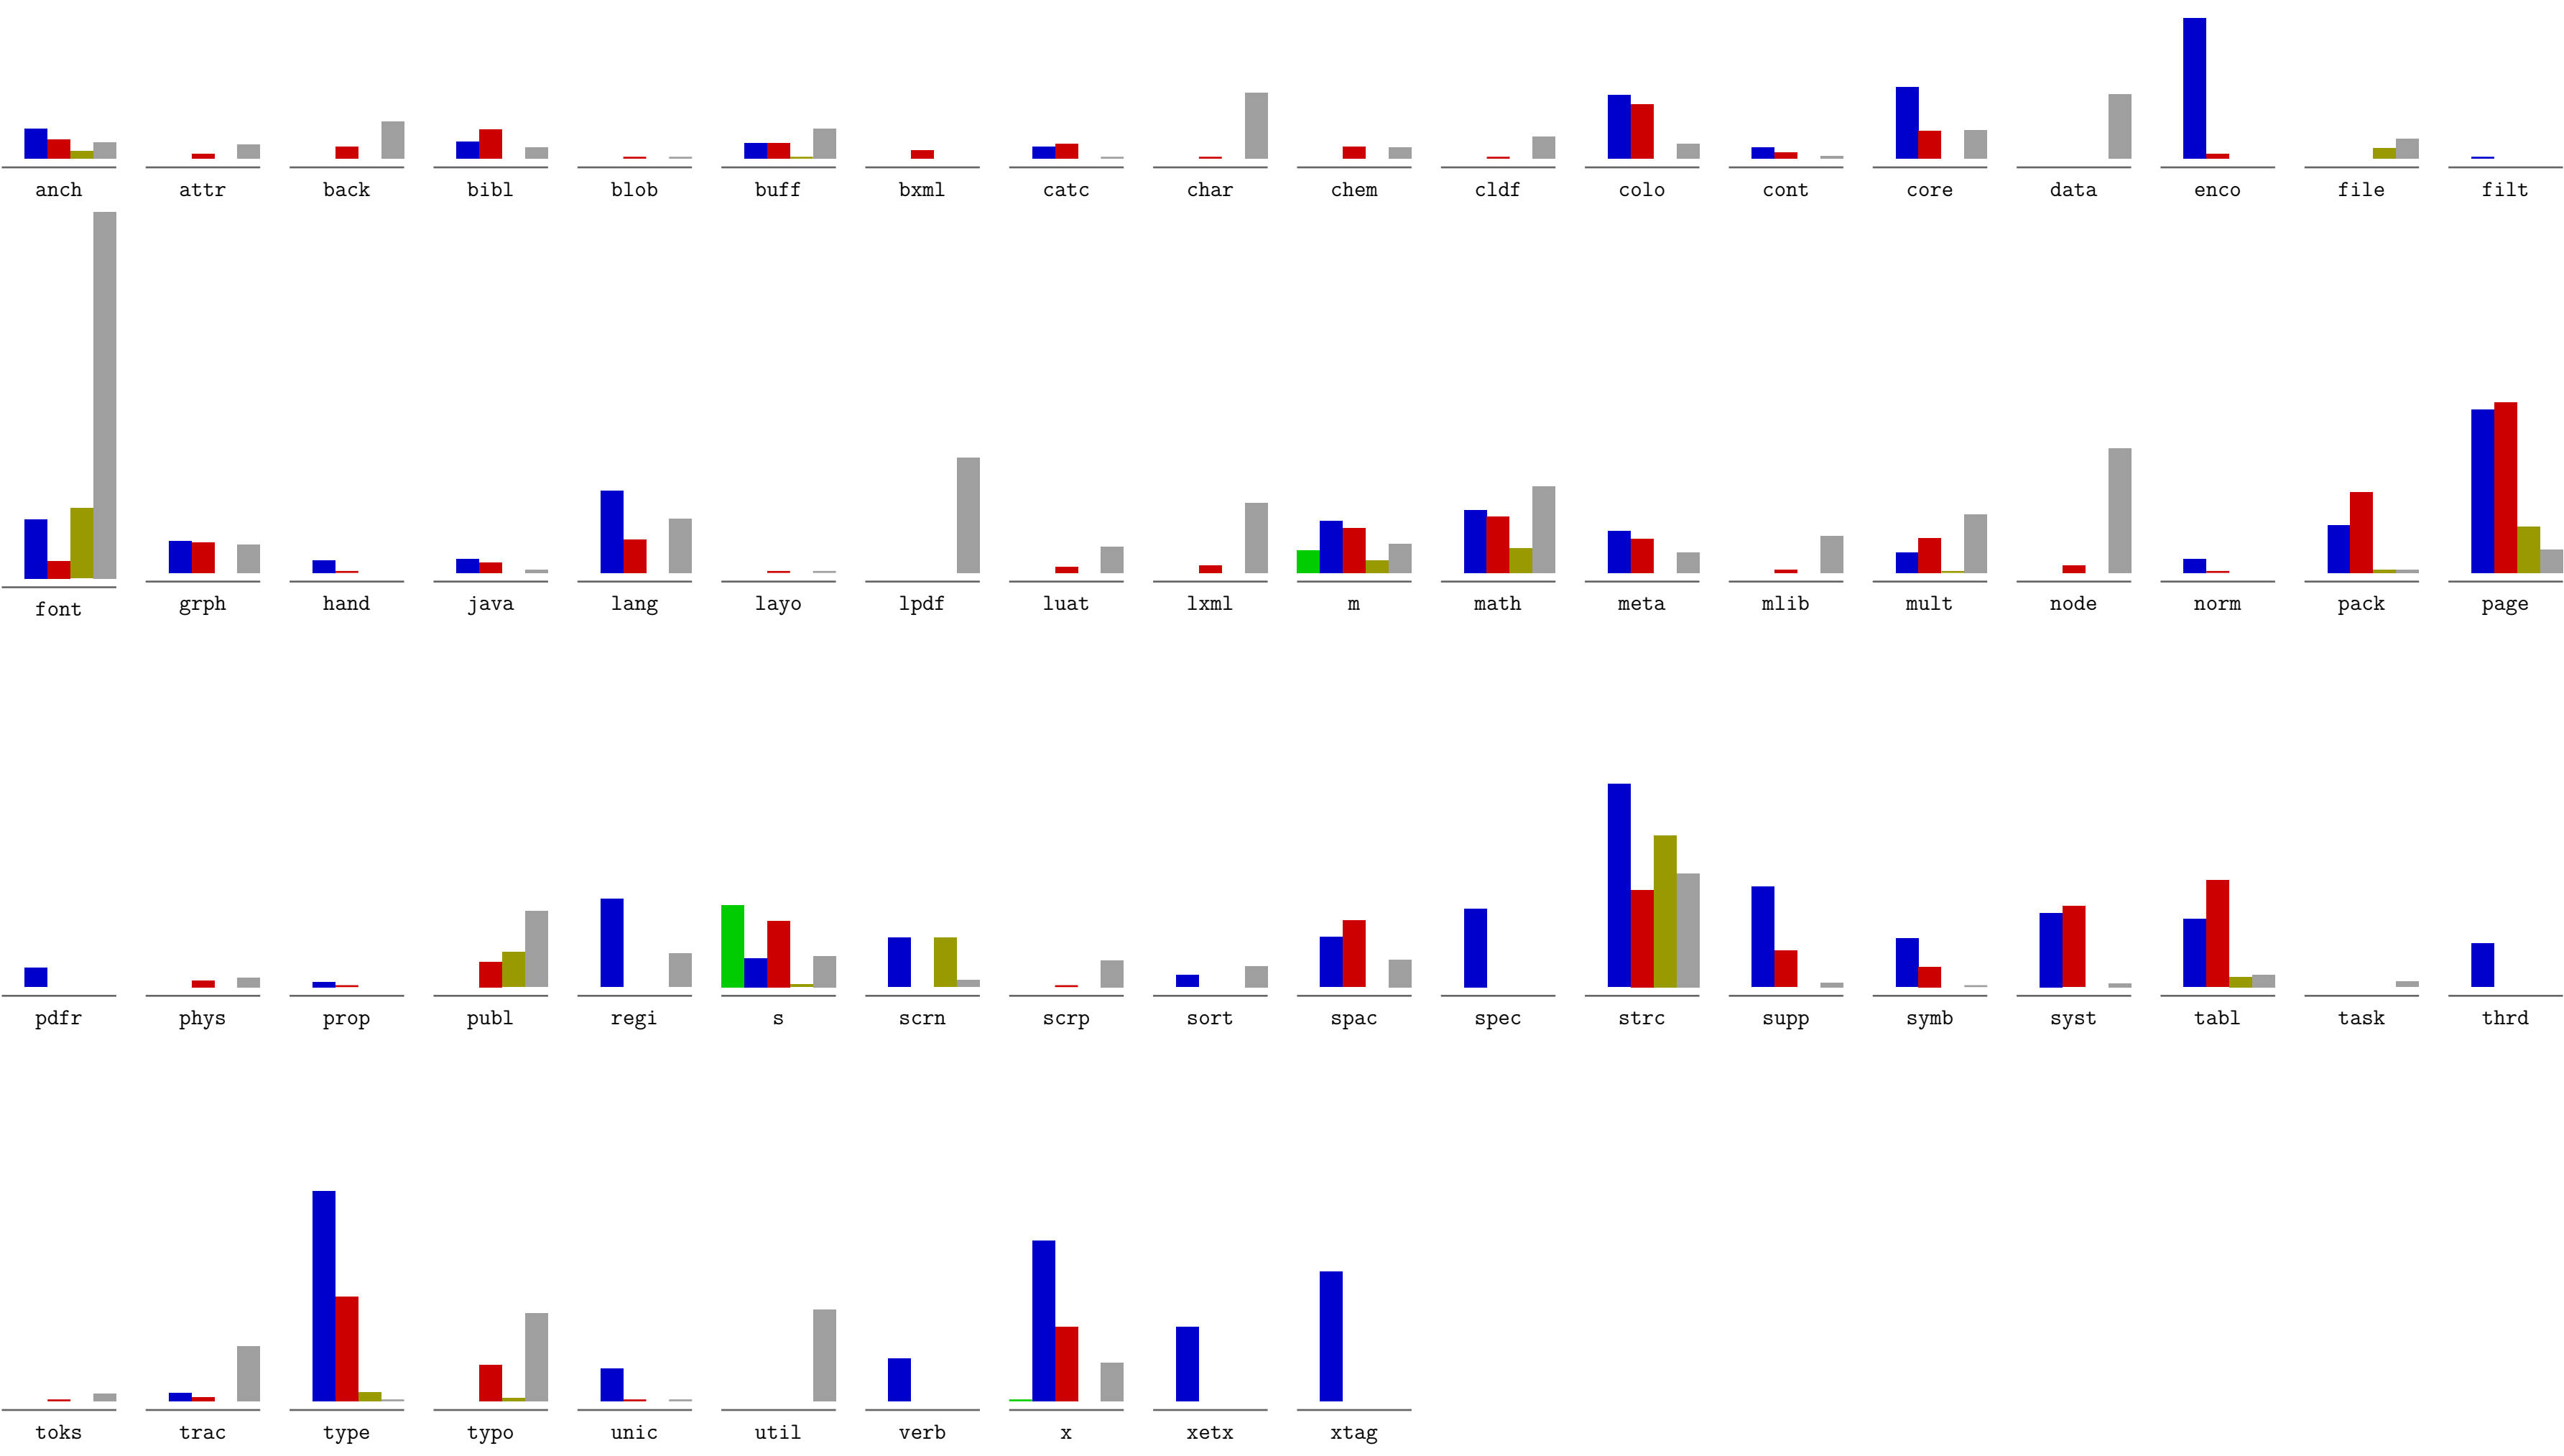 anch attr back bibl blob buff bxml catc char chem cldf colo cont core data enco file filt
font grph hand java lang layo lpdf luat lxml m math meta mlib mult node norm pack page
pdfr phys prop publ regi s scrn scrp sort spac spec strc supp symb syst tabl task thrd
toks trac type typo unic util verb x xetx xtag